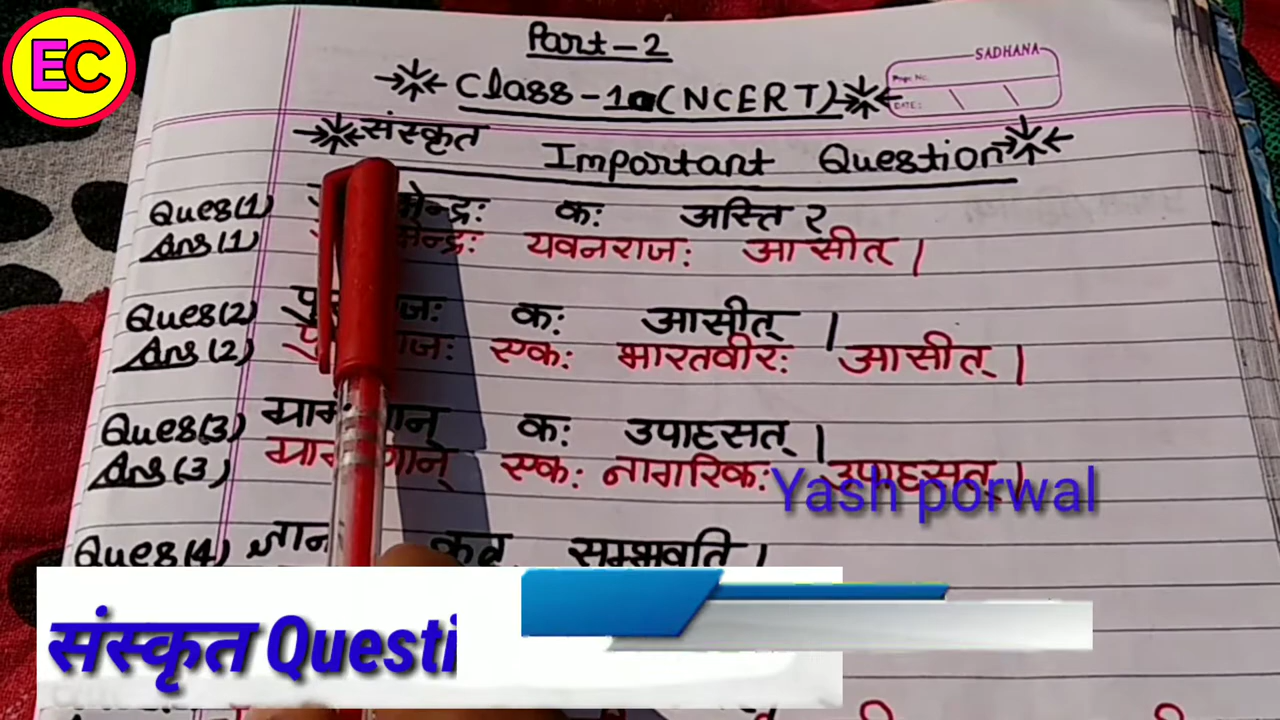 EC
Part-2
SADHANA
Class-10 (NCERT)
DATE:
संस्कृत Important Question
Ques(1) कः अस्ति ?
Ans(1) यवनराजः आसीत् ।
Ques(2) कः आसीत् ।
Ans(2) एकः भारतवीरः आसीत् ।
Ques(3) कः उपाहसत् ।
Ans(3) एकः नागरिकः उपाहसत् ।
Yash porwal
Ques(4) कुत्र सम्भवति ।
संस्कृत Questi